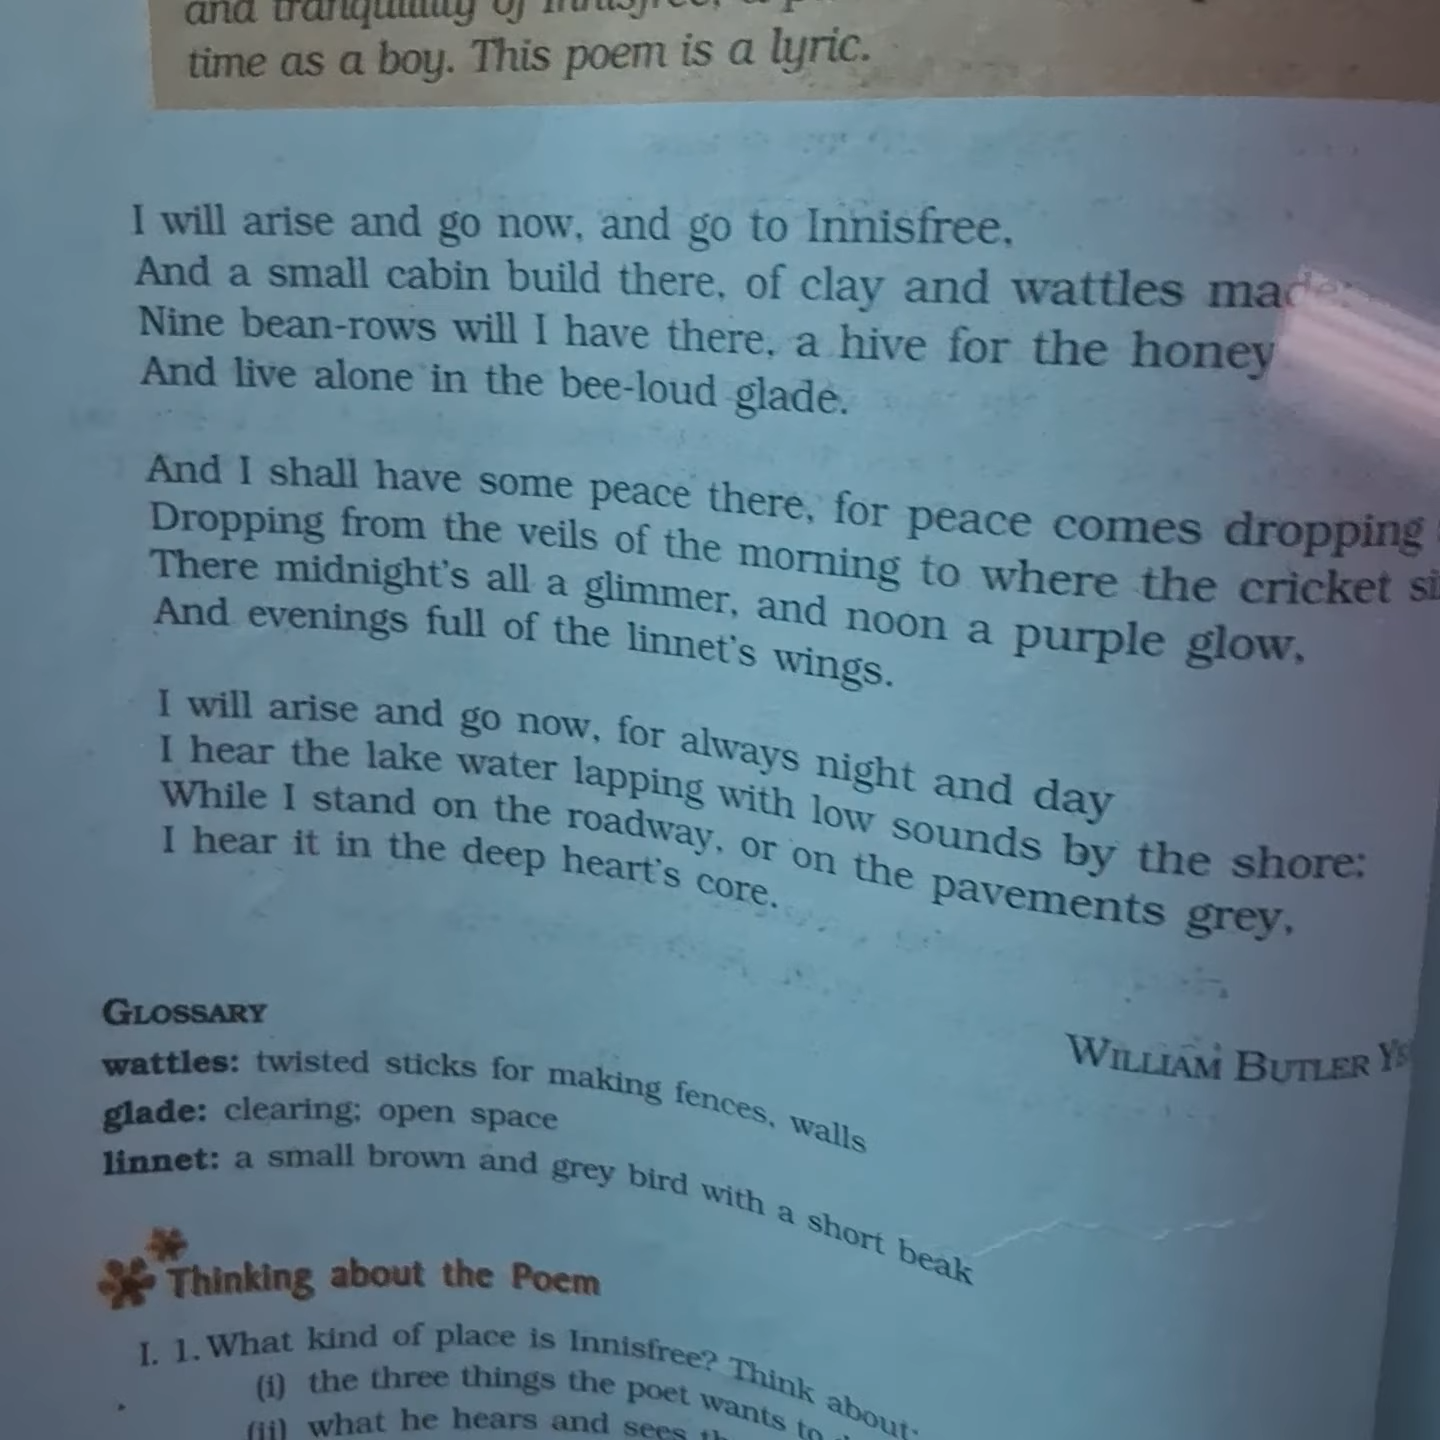 and tranquility of Innisfree, a
time as a boy. This poem is a lyric.
I will arise and go now, and go to Innisfree,
And a small cabin build there, of clay and wattles made:
Nine bean-rows will I have there, a hive for the honey
And live alone in the bee-loud glade.
And I shall have some peace there, for peace comes dropping
Dropping from the veils of the morning to where the cricket
There midnight's all a glimmer, and noon a purple glow,
And evenings full of the linnet's wings.
I will arise and go now, for always night and day
I hear the lake water lapping with low sounds by the shore;
While I stand on the roadway, or on the pavements grey,
I hear it in the deep heart's core.
WILLIAM BUTLER
GLOSSARY
wattles: twisted sticks for making fences, walls
glade: clearing; open space
linnet: a small brown and grey bird with a short beak
Thinking about the Poem
I. 1. What kind of place is Innisfree? Think about:
(i) the three things the poet wants to
(ii) what he hears and sees